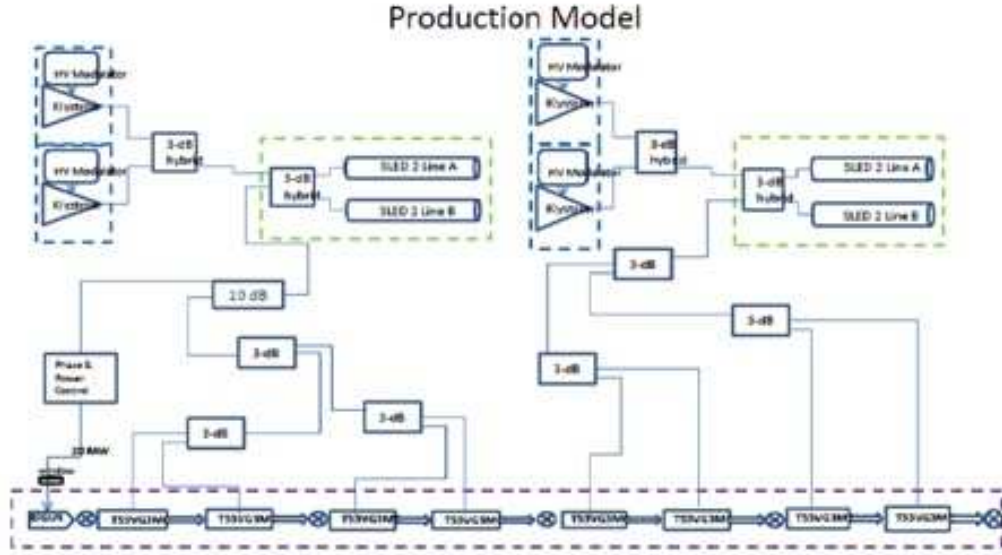 Production Model
HV Modulator
Klystron
HV Modulator
Klystron
3-dB
hybrid
3-dB
hybrid
SLED 2 Line A
SLED 2 Line B
HV Modulator
Klystron
HV Modulator
Klystron
3-dB
hybrid
3-dB
hybrid
SLED 2 Line A
SLED 2 Line B
10 dB
3-dB
3-dB
3-dB
Phase &
Power
Control
3-dB
3-dB
3-dB
T53VG3M
T53VG3M
T53VG3M
T53VG3M
T53VG3M
T53VG3M
T53VG3M
T53VG3M